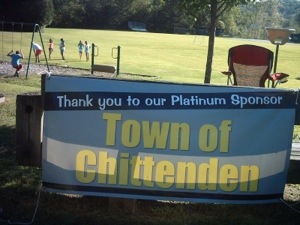 Thank you to our Platinum Sponsor
Town of
Chittenden